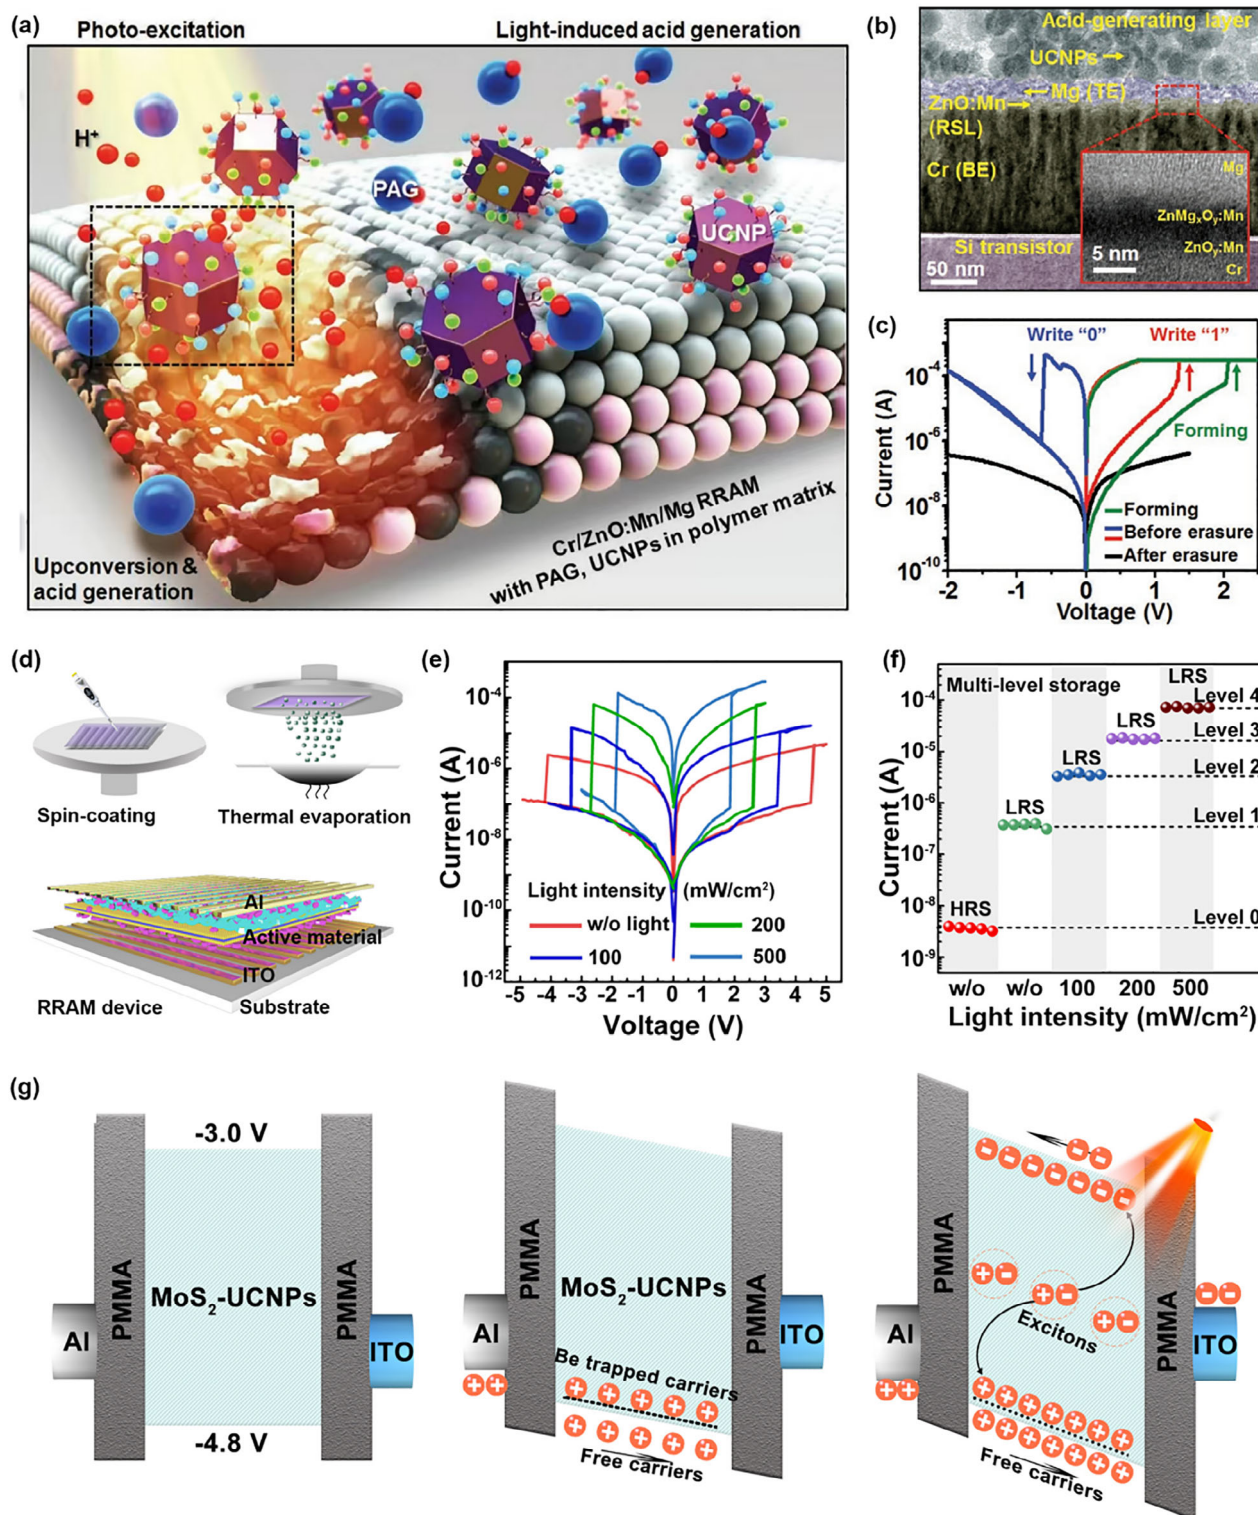 (a)
Photo-excitation
Light-induced acid generation
H+
PAG
UCNP
Upconversion &
acid generation
Cr/ZnO:Mn/Mg RRAM
with PAG, UCNPs in polymer matrix
(b)
Acid-generating layer
UCNPs
Mg (TE)
ZnO:Mn
(RSL)
Cr (BE)
Mg
ZnMgxOy:Mn
ZnOy:Mn
Cr
5 nm
Si transistor
50 nm
(c)
Write "0"
Write "1"
Forming
Forming
Before erasure
After erasure
Current (A)
10-4
10-6
10-8
10-10
-2
-1
0
1
2
Voltage (V)
(d)
Spin-coating
Thermal evaporation
Al
Active material
ITO
RRAM device
Substrate
(e)
Current (A)
10-4
10-6
10-8
10-10
10-12
Light intensity (mW/cm2)
w/o light
200
100
500
-5 -4 -3 -2 -1 0 1 2 3 4 5
Voltage (V)
(f)
Multi-level storage
LRS
Level 4
LRS
Level 3
LRS
Level 2
LRS
Level 1
HRS
Level 0
Current (A)
10-4
10-5
10-6
10-7
10-8
10-9
w/o w/o 100 200 500
Light intensity (mW/cm2)
(g)
-3.0 V
PMMA
MoS2-UCNPs
PMMA
Al
ITO
-4.8 V
PMMA
MoS2-UCNPs
PMMA
Al
ITO
Be trapped carriers
Free carriers
PMMA
Excitons
PMMA
Al
ITO
Free carriers